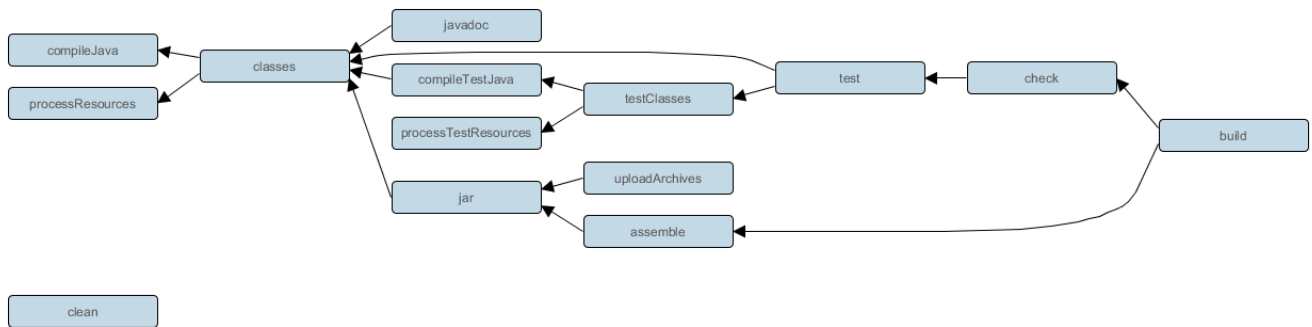 javadoc
compileJava
classes
compileTestJava
test
check
testClasses
processResources
processTestResources
build
uploadArchives
jar
assemble
clean